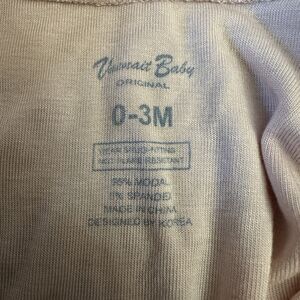 Vaenait Baby
ORIGINAL
0-3M
WEAR SNUG-FITTING
NOT FLAME RESISTANT
95% MODAL
5% SPANDEX
MADE IN CHINA
DESIGNED BY KOREA